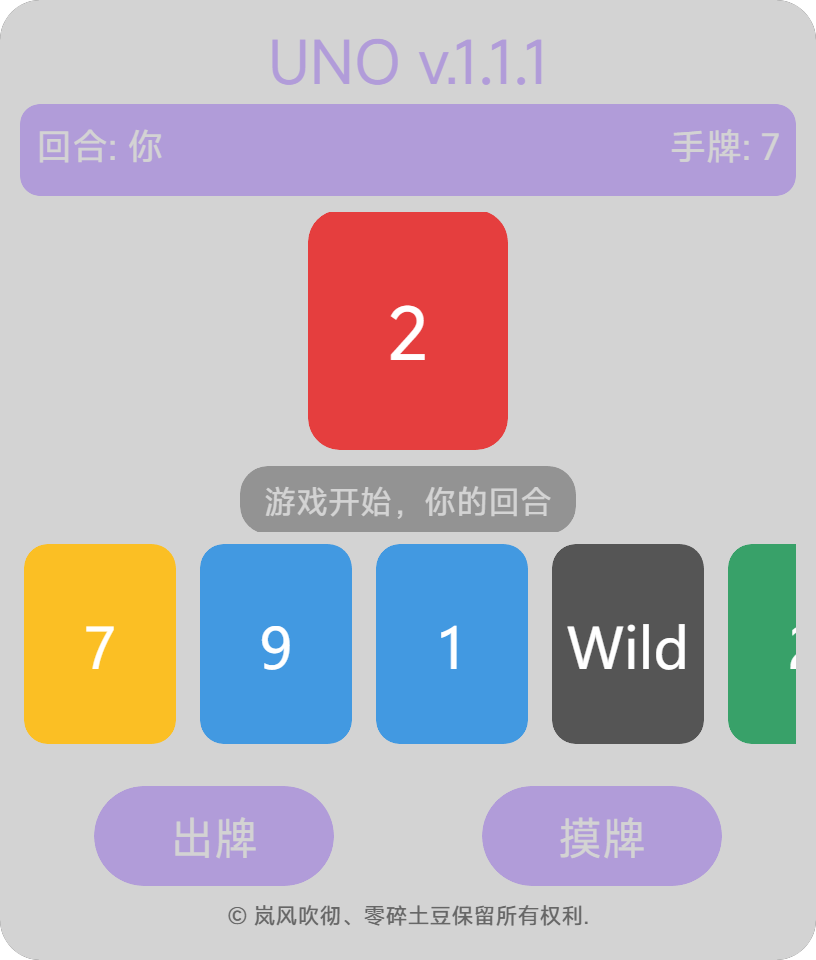 UNO v.1.1.1
回合: 你
手牌: 7
2
游戏开始，你的回合
7
9
1
Wild
出牌
摸牌
© 岚风吹彻、零碎土豆保留所有权利.